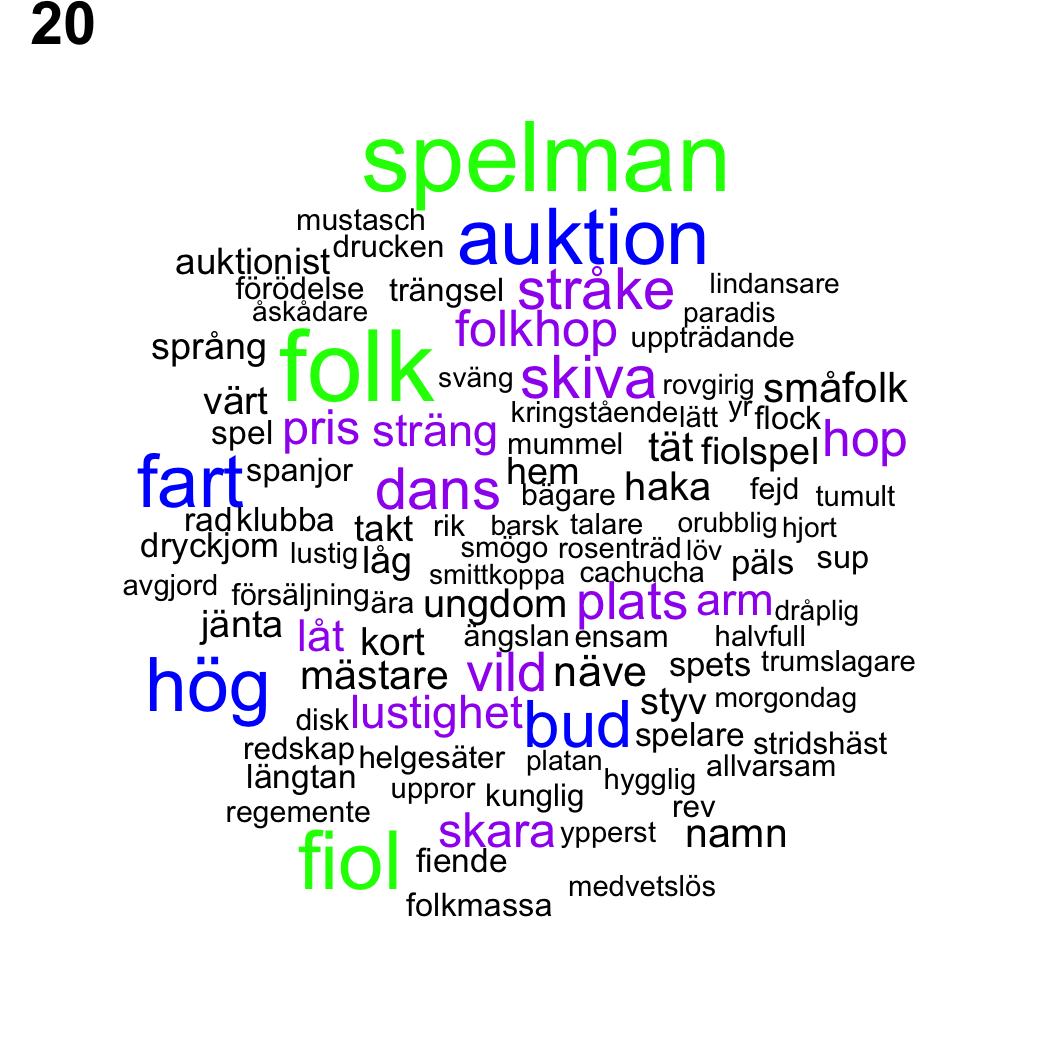 20
spelman
mustasch
auktion
drucken
auktionist
förödelse trängsel stråke lindansare
åskådare folkhop paradis
språng folk uppträdande
sväng skiva rovgirig småfolk
värt kringstående lätt yr flock
spel pris sträng mummel tät fiolspel hop
fart spanjor dans hem
bägare haka fejd tumult
rad klubba takt rik barsk talare orubblig hjort
dryckjom lustig låg smögo rosenträd löv päls sup
avgjord försäljning ära smittkoppa cachucha
ungdom plats arm dråplig
jänta låt kort ängslan ensam halvfull
hög mästare vild näve spets trumslagare
disk lustighet bud styv morgondag
redskap helgesäter spelare stridshäst
längtan platan hygglig allvarsam
regemente uppror kunglig rev
skara ypperst namn
fiol fiende
folkmassa medvetslös